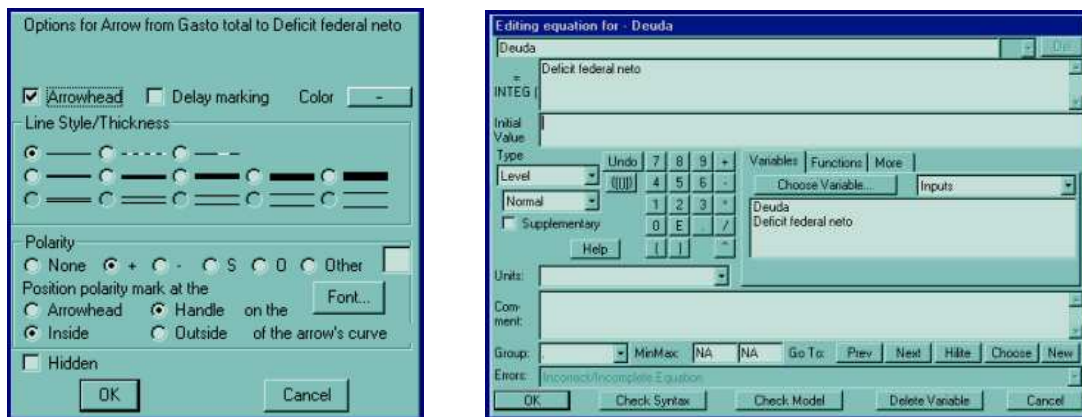 Options for Arrow from Gasto total to Deficit federal neto
Arrowhead Delay marking Color -
Line Style/Thickness
Polarity
None + - S O Other
Position polarity mark at the
Font...
Arrowhead Handle on the
Inside Outside of the arrow's curve
Hidden
OK Cancel
Editing equation for - Deuda
Deuda Del
= INTEG (
Deficit federal neto
Initial
Value
Type
Undo 7 8 9 +
Variables Functions More
Level
{[()]} 4 5 6 -
Choose Variable... Inputs
Normal
1 2 3 *
Deuda
Supplementary
0 E . /
Deficit federal neto
Help ( ) ^
Units:
Com-
ment:
Group: . MinMax: NA NA Go To: Prev Next Hilite Choose New
Errors: Incorrect/Incomplete Equation
OK Check Syntax Check Model Delete Variable Cancel